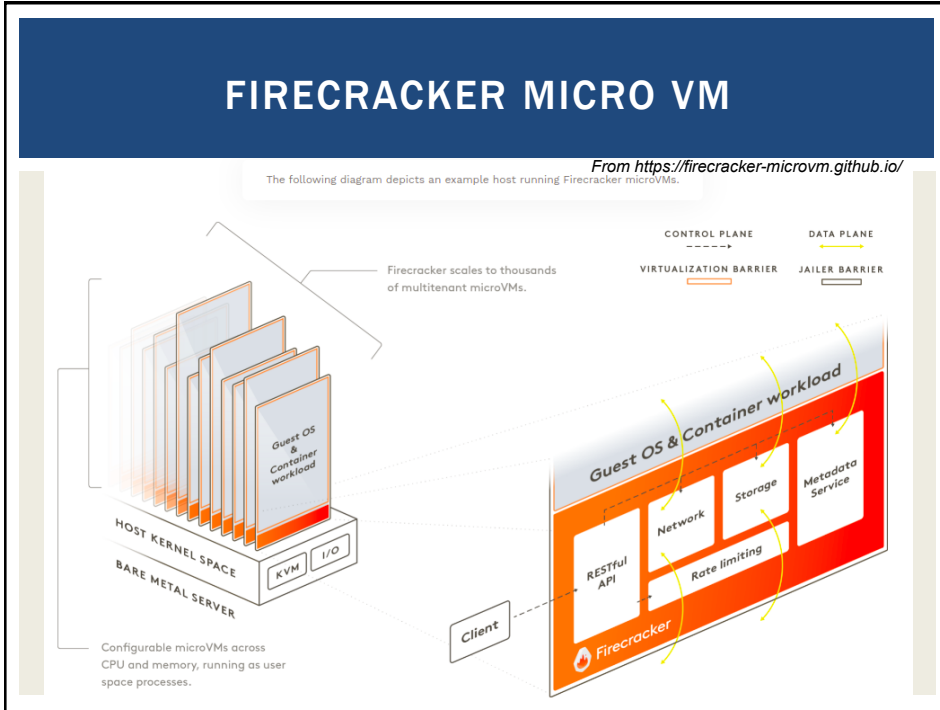 FIRECRACKER MICRO VM
From https://firecracker-microvm.github.io/
The following diagram depicts an example host running Firecracker microVMs.
CONTROL PLANE
DATA PLANE
VIRTUALIZATION BARRIER
JAILER BARRIER
Firecracker scales to thousands
of multitenant microVMs.
Guest OS
&
Container
workload
HOST KERNEL SPACE
KVM
I/O
BARE METAL SERVER
Configurable microVMs across
CPU and memory, running as user
space processes.
Guest OS & Container workload
RESTful
API
Network
Storage
Metadata
Service
Rate limiting
Client
Firecracker